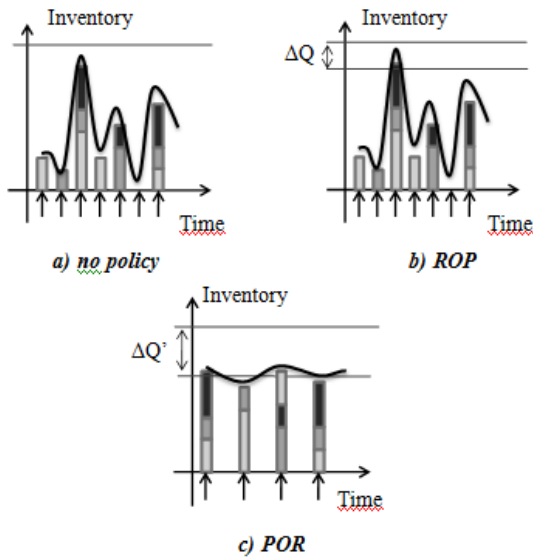 Inventory
Time
a) no policy
Inventory
ΔQ
Time
b) ROP
Inventory
ΔQ’
Time
c) POR